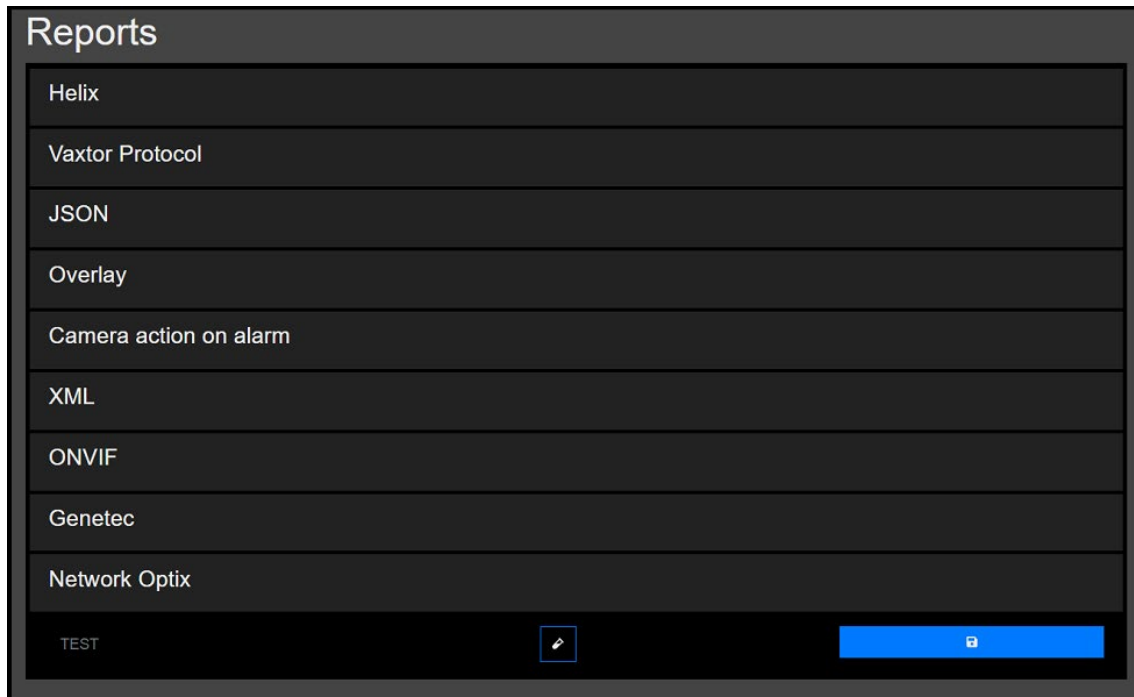 Reports
Helix
Vaxtor Protocol
JSON
Overlay
Camera action on alarm
XML
ONVIF
Genetec
Network Optix
TEST